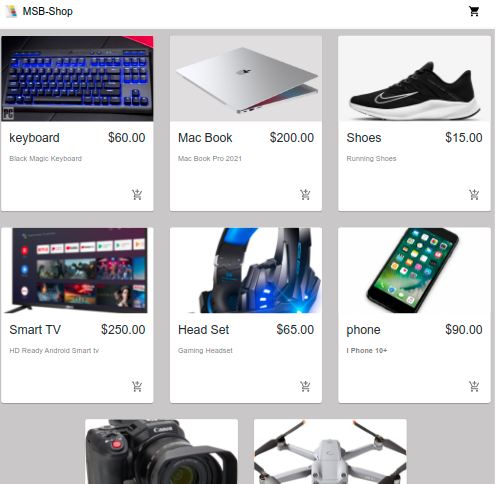 MSB-Shop
keyboard $60.00
Black Magic Keyboard
Mac Book $200.00
Mac Book Pro 2021
Shoes $15.00
Running Shoes
Smart TV $250.00
HD Ready Android Smart tv
Head Set $65.00
Gaming Headset
phone $90.00
I Phone 10+
Canon